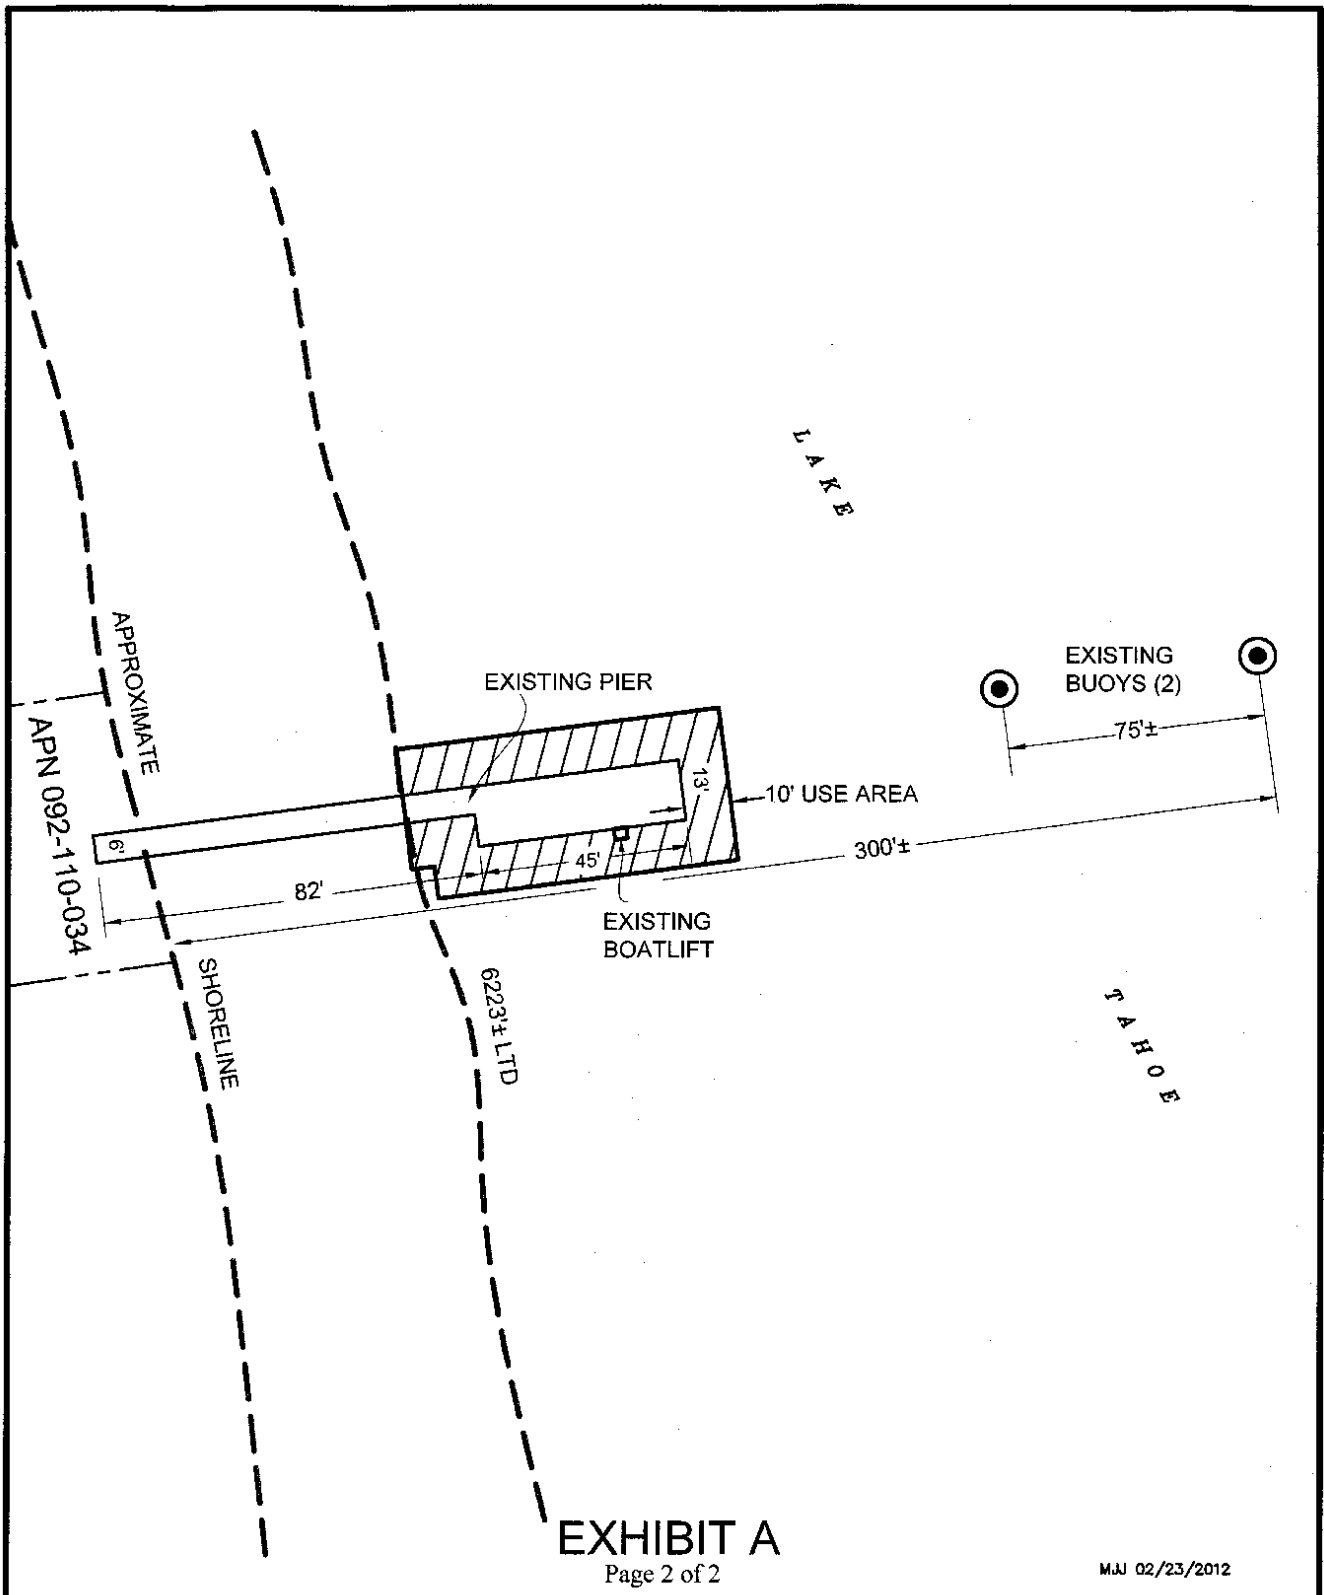 LAKE
APPROXIMATE
EXISTING PIER
EXISTING
BUOYS (2)
75'±
APN 092-110-034
13'
10' USE AREA
6'
300'±
45'
82'
EXISTING
BOATLIFT
SHORELINE
6223'± LTD
TAHOE
EXHIBIT A
Page 2 of 2
MJJ 02/23/2012